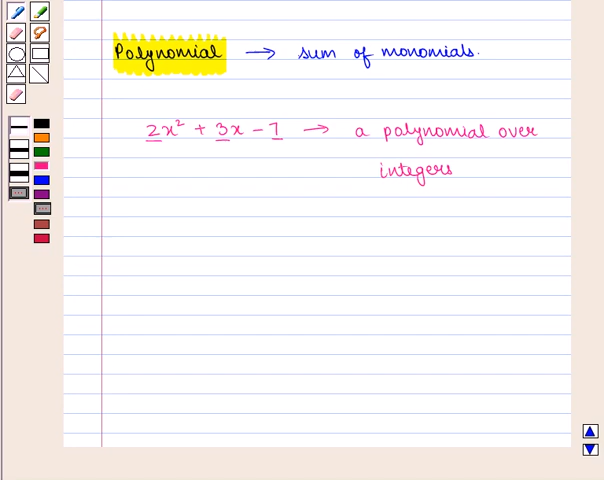 Polynomial → sum of monomials.
2x² + 3x - 7 → a polynomial over
integers